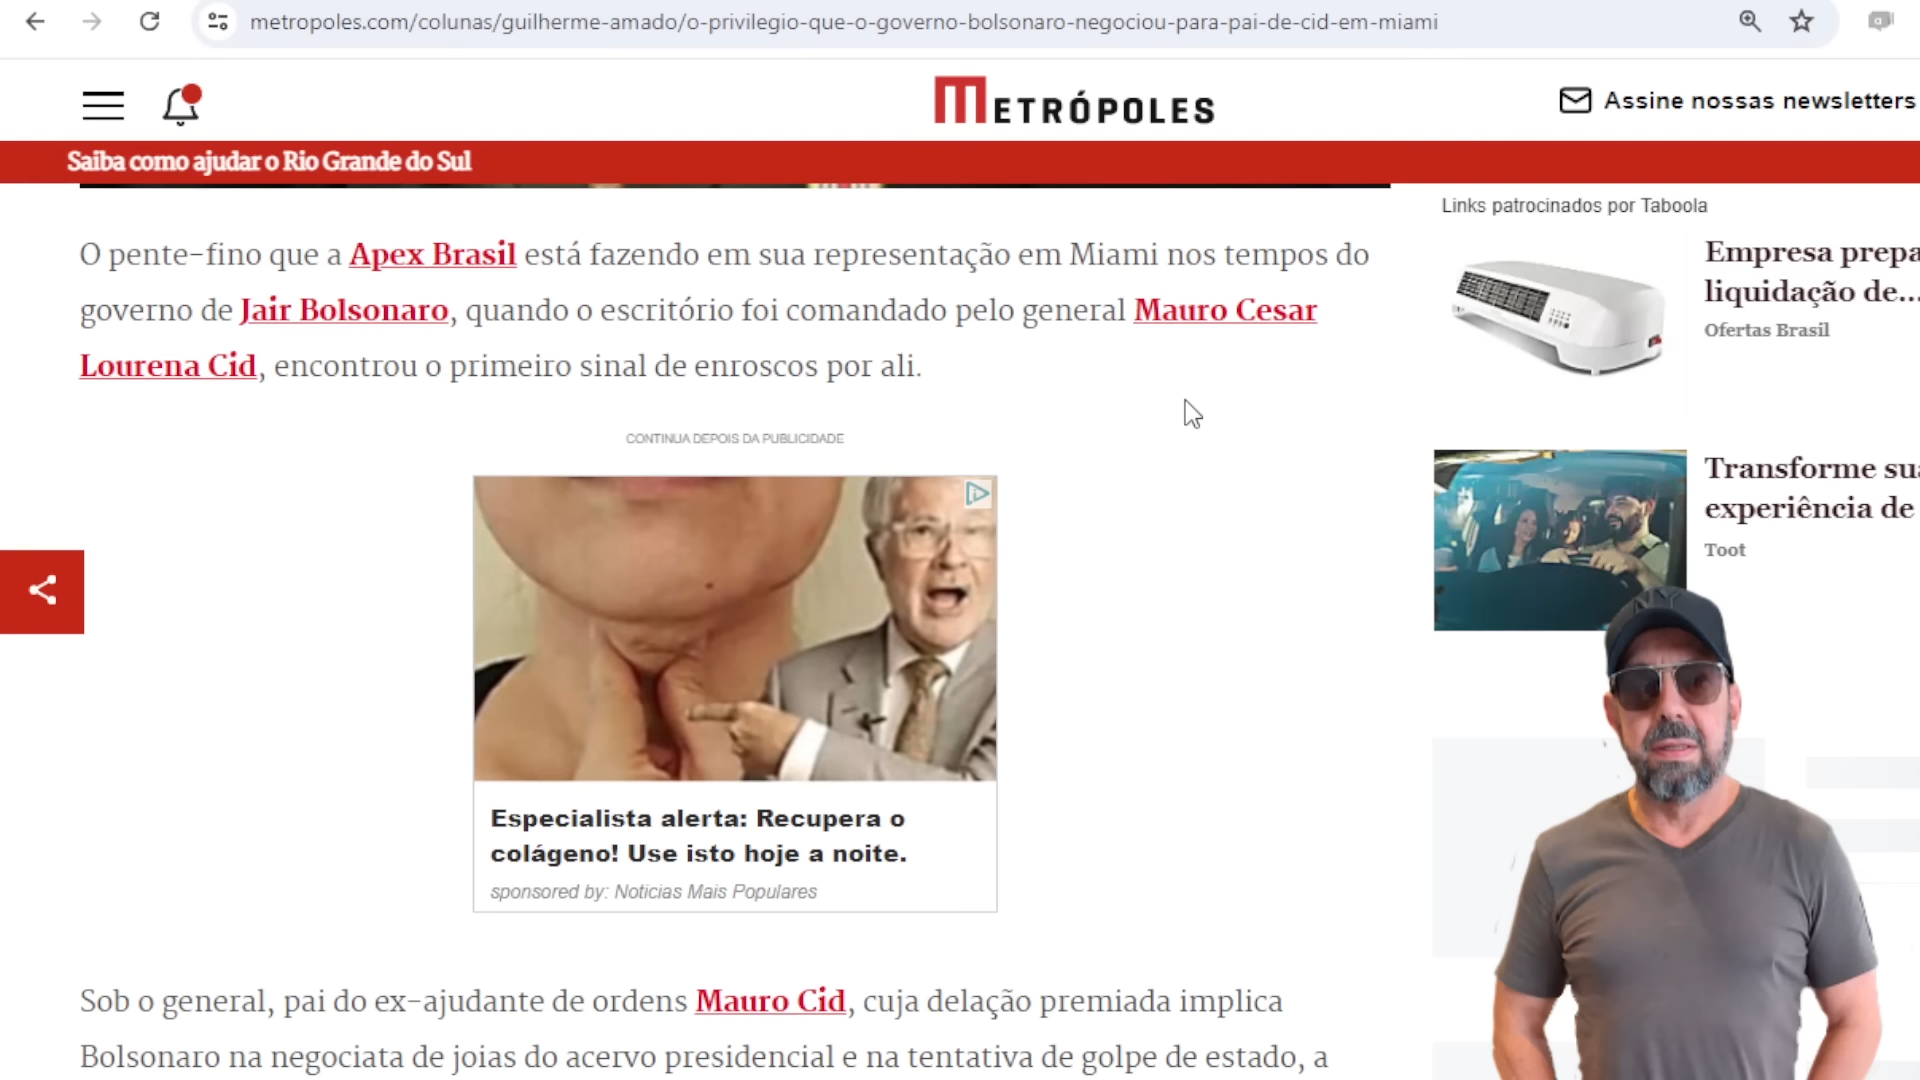 metropoles.com/colunas/guilherme-amado/o-privilegio-que-o-governo-bolsonaro-negociou-para-pai-de-cid-em-miami
METRÓPOLES
Assine nossas newsletters
Saiba como ajudar o Rio Grande do Sul
Links patrocinados por Taboola
O pente-fino que a Apex Brasil está fazendo em sua representação em Miami nos tempos do
governo de Jair Bolsonaro, quando o escritório foi comandado pelo general Mauro Cesar
Lourena Cid, encontrou o primeiro sinal de enroscos por ali.
Empresa prepa
liquidação de...
Ofertas Brasil
CONTINUA DEPOIS DA PUBLICIDADE
Transforme su
experiência de
Toot
NY
Especialista alerta: Recupera o
colágeno! Use isto hoje a noite.
sponsored by: Noticias Mais Populares
Sob o general, pai do ex-ajudante de ordens Mauro Cid, cuja delação premiada implica
Bolsonaro na negociata de joias do acervo presidencial e na tentativa de golpe de estado, a